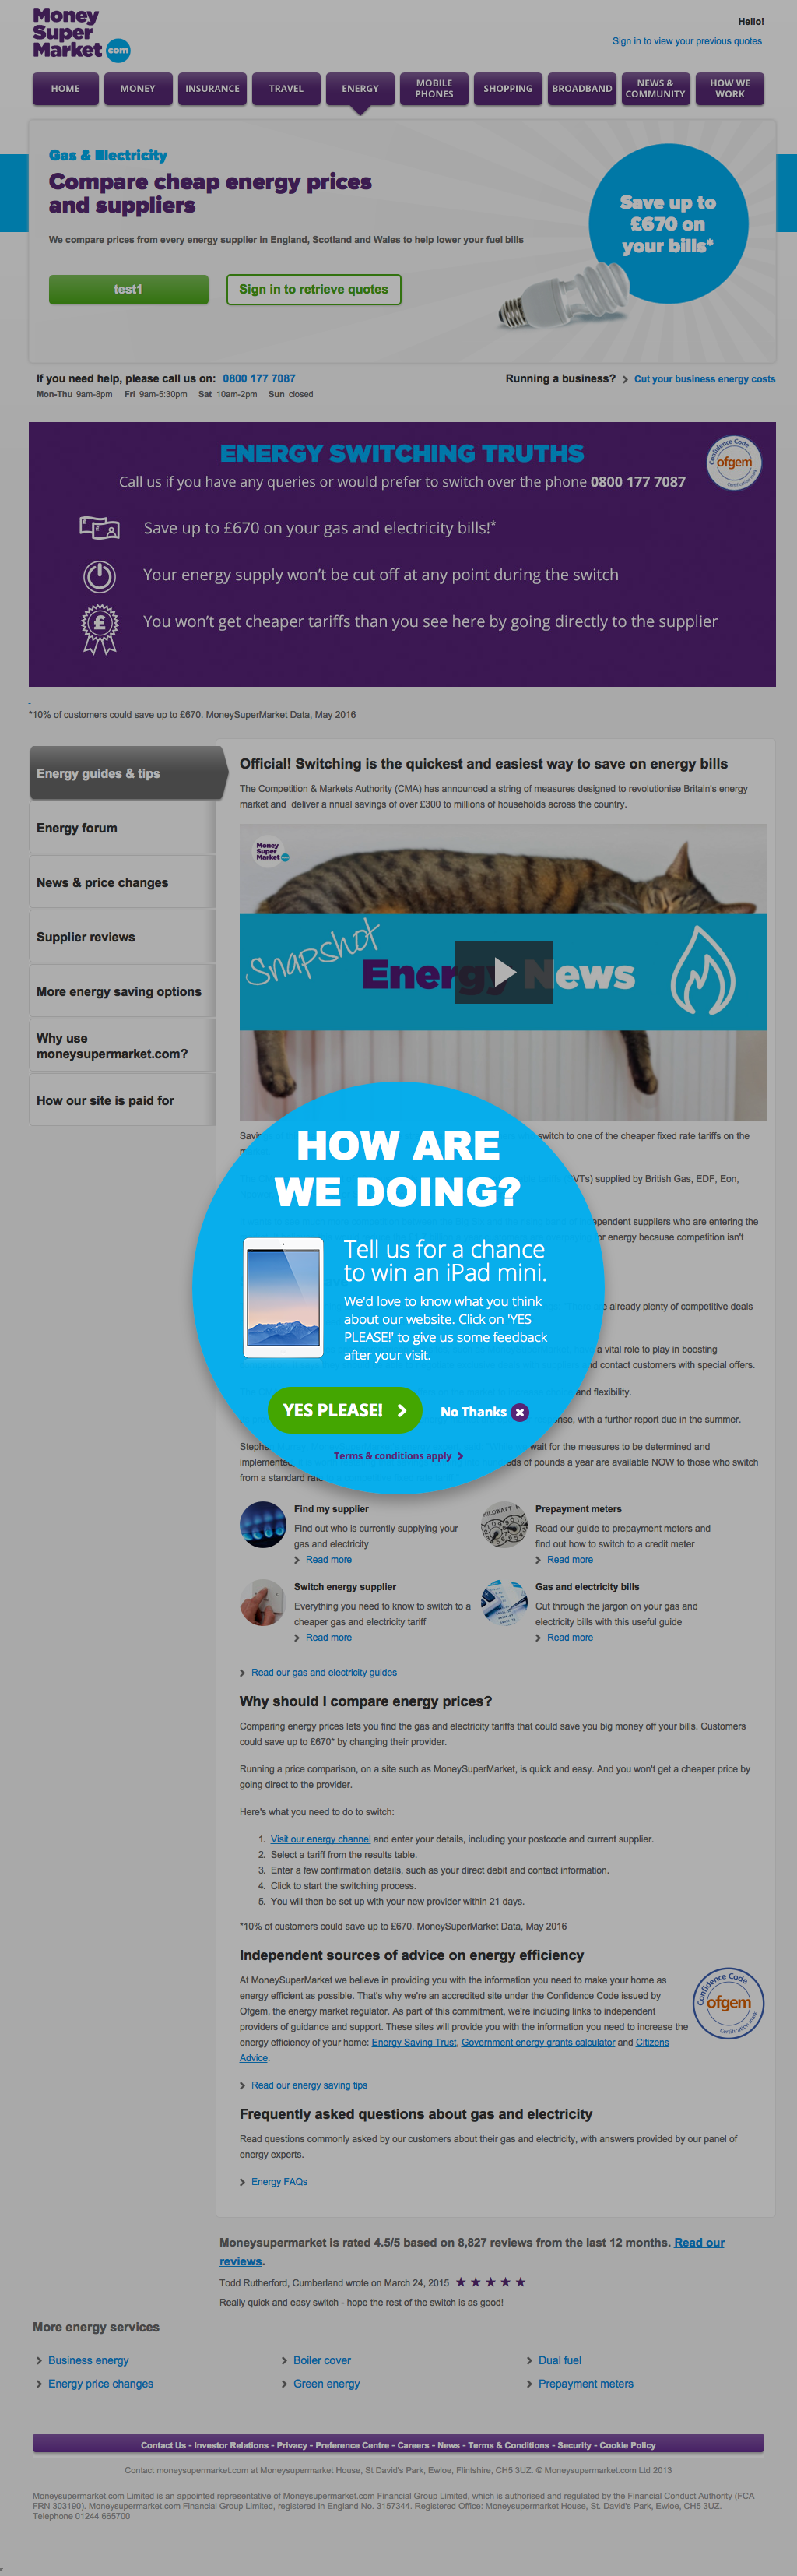 Money
Super
Market com
Hello!
Sign in to view your previous quotes
HOME
MONEY
INSURANCE
TRAVEL
ENERGY
MOBILE
PHONES
SHOPPING
BROADBAND
NEWS &
COMMUNITY
HOW WE
WORK
Gas & Electricity
Compare cheap energy prices
and suppliers
We compare prices from every energy supplier in England, Scotland and Wales to help lower your fuel bills
test1
Sign in to retrieve quotes
Save up to
£670 on
your bills*
If you need help, please call us on: 0800 177 7087
Mon-Thu 9am-8pm Fri 9am-5:30pm Sat 10am-2pm Sun closed
Running a business? Cut your business energy costs
ENERGY SWITCHING TRUTHS
Call us if you have any queries or would prefer to switch over the phone 0800 177 7087
Confidence Code
ofgem
Certification mark
Save up to £670 on your gas and electricity bills!*
Your energy supply won't be cut off at any point during the switch
£
You won't get cheaper tariffs than you see here by going directly to the supplier
-
*10% of customers could save up to £670. MoneySuperMarket Data, May 2016
Energy guides & tips
Energy forum
News & price changes
Supplier reviews
More energy saving options
Why use
moneysupermarket.com?
How our site is paid for
Official! Switching is the quickest and easiest way to save on energy bills
The Competition & Markets Authority (CMA) has announced a string of measures designed to revolutionise Britain's energy
market and deliver a nnual savings of over £300 to millions of households across the country.
Money
Super
Market
Snapshot
Energy News
switch to one of the cheaper fixed rate tariffs on the
VTs) supplied by British Gas, EDF, Eon,
ependent suppliers who are entering the
or energy because competition isn't
already plenty of competitive deals
a vital role to play in boosting
nd contact customers with special offers.
and flexibility.
nse, with a further report due in the summer.
wait for the measures to be determined and
implemente
ds of pounds a year are available NOW to those who switch
from a standard rate
HOW ARE
WE DOING?
Tell us for a chance
to win an iPad mini.
We'd love to know what you think
about our website. Click on 'YES
PLEASE!' to give us some feedback
after your visit.
YES PLEASE!
No Thanks
Terms & conditions apply
Find my supplier
Find out who is currently supplying your
gas and electricity
Read more
Prepayment meters
Read our guide to prepayment meters and
find out how to switch to a credit meter
Read more
Switch energy supplier
Everything you need to know to switch to a
cheaper gas and electricity tariff
Read more
Gas and electricity bills
Cut through the jargon on your gas and
electricity bills with this useful guide
Read more
Read our gas and electricity guides
Why should I compare energy prices?
Comparing energy prices lets you find the gas and electricity tariffs that could save you big money off your bills. Customers
could save up to £670* by changing their provider.
Running a price comparison, on a site such as MoneySuperMarket, is quick and easy. And you won't get a cheaper price by
going direct to the provider.
Here's what you need to do to switch:
1. Visit our energy channel and enter your details, including your postcode and current supplier.
2. Select a tariff from the results table.
3. Enter a few confirmation details, such as your direct debit and contact information.
4. Click to start the switching process.
5. You will then be set up with your new provider within 21 days.
*10% of customers could save up to £670. MoneySuperMarket Data, May 2016
Independent sources of advice on energy efficiency
At MoneySuperMarket we believe in providing you with the information you need to make your home as
energy efficient as possible. That's why we're an accredited site under the Confidence Code issued by
Ofgem, the energy market regulator. As part of this commitment, we're including links to independent
providers of guidance and support. These sites will provide you with the information you need to increase the
energy efficiency of your home: Energy Saving Trust, Government energy grants calculator and Citizens
Advice.
Confidence Code
ofgem
Certification mark
Read our energy saving tips
Frequently asked questions about gas and electricity
Read questions commonly asked by our customers about their gas and electricity, with answers provided by our panel of
energy experts.
Energy FAQs
Moneysupermarket is rated 4.5/5 based on 8,827 reviews from the last 12 months. Read our
reviews.
Todd Rutherford, Cumberland wrote on March 24, 2015 ★ ★ ★ ★ ★
Really quick and easy switch - hope the rest of the switch is as good!
More energy services
Business energy
Boiler cover
Dual fuel
Energy price changes
Green energy
Prepayment meters
Contact Us - Investor Relations - Privacy - Preference Centre - Careers - News - Terms & Conditions - Security - Cookie Policy
Contact moneysupermarket.com at Moneysupermarket House, St David's Park, Ewloe, Flintshire, CH5 3UZ. © Moneysupermarket.com Ltd 2013
Moneysupermarket.com Limited is an appointed representative of Moneysupermarket.com Financial Group Limited, which is authorised and regulated by the Financial Conduct Authority (FCA
FRN 303190). Moneysupermarket.com Financial Group Limited, registered in England No. 3157344. Registered Office: Moneysupermarket House, St. David's Park, Ewloe, CH5 3UZ.
Telephone 01244 665700